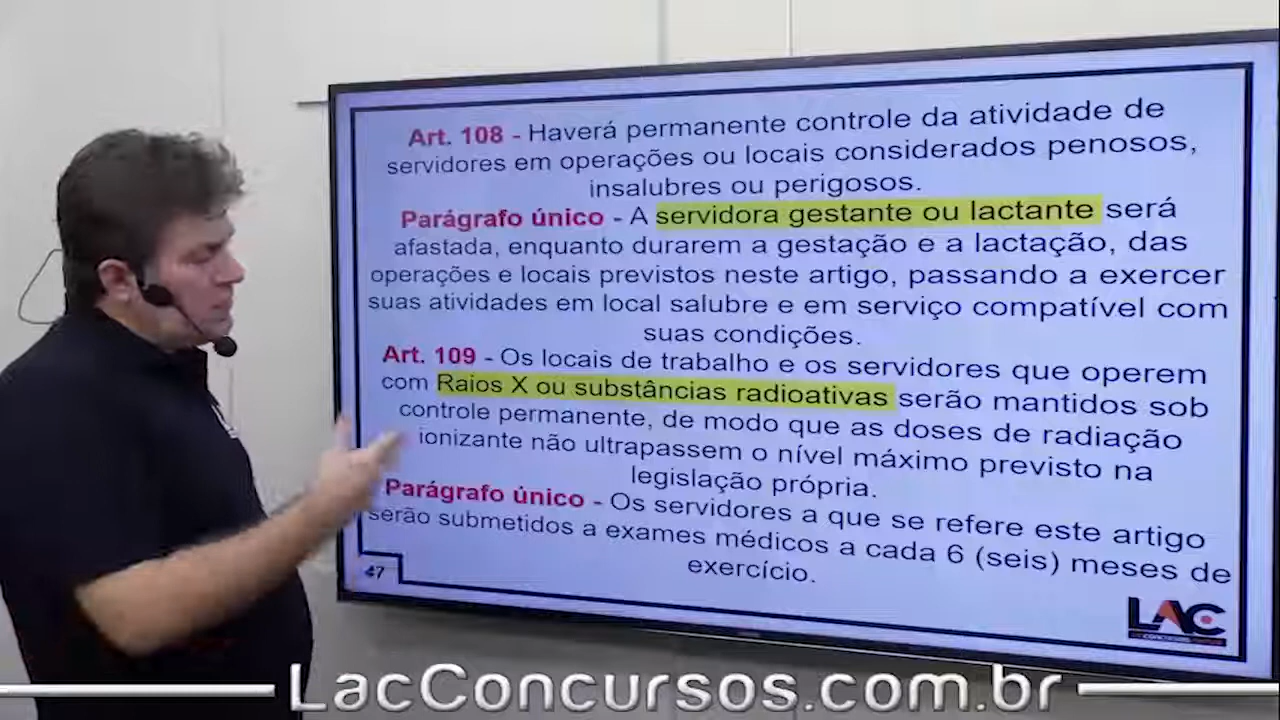 Art. 108 - Haverá permanente controle da atividade de
servidores em operações ou locais considerados penosos,
insalubres ou perigosos.
Parágrafo único - A servidora gestante ou lactante será
afastada, enquanto durarem a gestação e a lactação, das
operações e locais previstos neste artigo, passando a exercer
suas atividades em local salubre e em serviço compatível com
suas condições.
Art. 109 - Os locais de trabalho e os servidores que operem
com Raios X ou substâncias radioativas serão mantidos sob
controle permanente, de modo que as doses de radiação
ionizante não ultrapassem o nível máximo previsto na
legislação própria.
Parágrafo único - Os servidores a que se refere este artigo
serão submetidos a exames médicos a cada 6 (seis) meses de
exercício.
47
LAC
LacConcursos.com.br